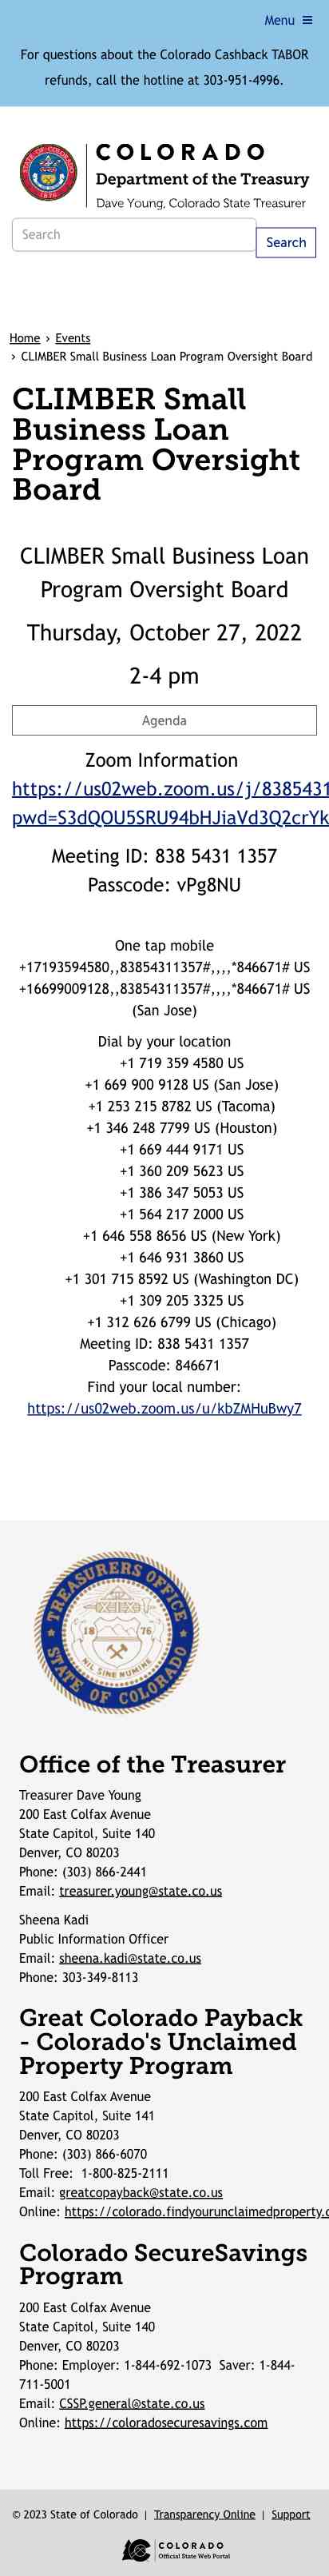 Menu ≡
For questions about the Colorado Cashback TABOR
refunds, call the hotline at 303-951-4996.
STATE OF COLORADO
1876
COLORADO
Department of the Treasury
Dave Young, Colorado State Treasurer
Search
Search
Home › Events
› CLIMBER Small Business Loan Program Oversight Board
CLIMBER Small
Business Loan
Program Oversight
Board
CLIMBER Small Business Loan
Program Oversight Board
Thursday, October 27, 2022
2-4 pm
Agenda
Zoom Information
https://us02web.zoom.us/j/8385431
pwd=S3dQOU5SRU94bHJiaVd3Q2crYk
Meeting ID: 838 5431 1357
Passcode: vPg8NU
One tap mobile
+17193594580,,83854311357#,,,,*846671# US
+16699009128,,83854311357#,,,,*846671# US
(San Jose)
Dial by your location
+1 719 359 4580 US
+1 669 900 9128 US (San Jose)
+1 253 215 8782 US (Tacoma)
+1 346 248 7799 US (Houston)
+1 669 444 9171 US
+1 360 209 5623 US
+1 386 347 5053 US
+1 564 217 2000 US
+1 646 558 8656 US (New York)
+1 646 931 3860 US
+1 301 715 8592 US (Washington DC)
+1 309 205 3325 US
+1 312 626 6799 US (Chicago)
Meeting ID: 838 5431 1357
Passcode: 846671
Find your local number:
https://us02web.zoom.us/u/kbZMHuBwy7
TREASURERS OFFICE
18 76
NIL SINE NUMINE
STATE OF COLORADO
Office of the Treasurer
Treasurer Dave Young
200 East Colfax Avenue
State Capitol, Suite 140
Denver, CO 80203
Phone: (303) 866-2441
Email: treasurer.young@state.co.us
Sheena Kadi
Public Information Officer
Email: sheena.kadi@state.co.us
Phone: 303-349-8113
Great Colorado Payback
- Colorado's Unclaimed
Property Program
200 East Colfax Avenue
State Capitol, Suite 141
Denver, CO 80203
Phone: (303) 866-6070
Toll Free: 1-800-825-2111
Email: greatcopayback@state.co.us
Online: https://colorado.findyourunclaimedproperty.c
Colorado SecureSavings
Program
200 East Colfax Avenue
State Capitol, Suite 140
Denver, CO 80203
Phone: Employer: 1-844-692-1073 Saver: 1-844-
711-5001
Email: CSSP.general@state.co.us
Online: https://coloradosecuresavings.com
© 2023 State of Colorado | Transparency Online | Support
COLORADO
Official State Web Portal